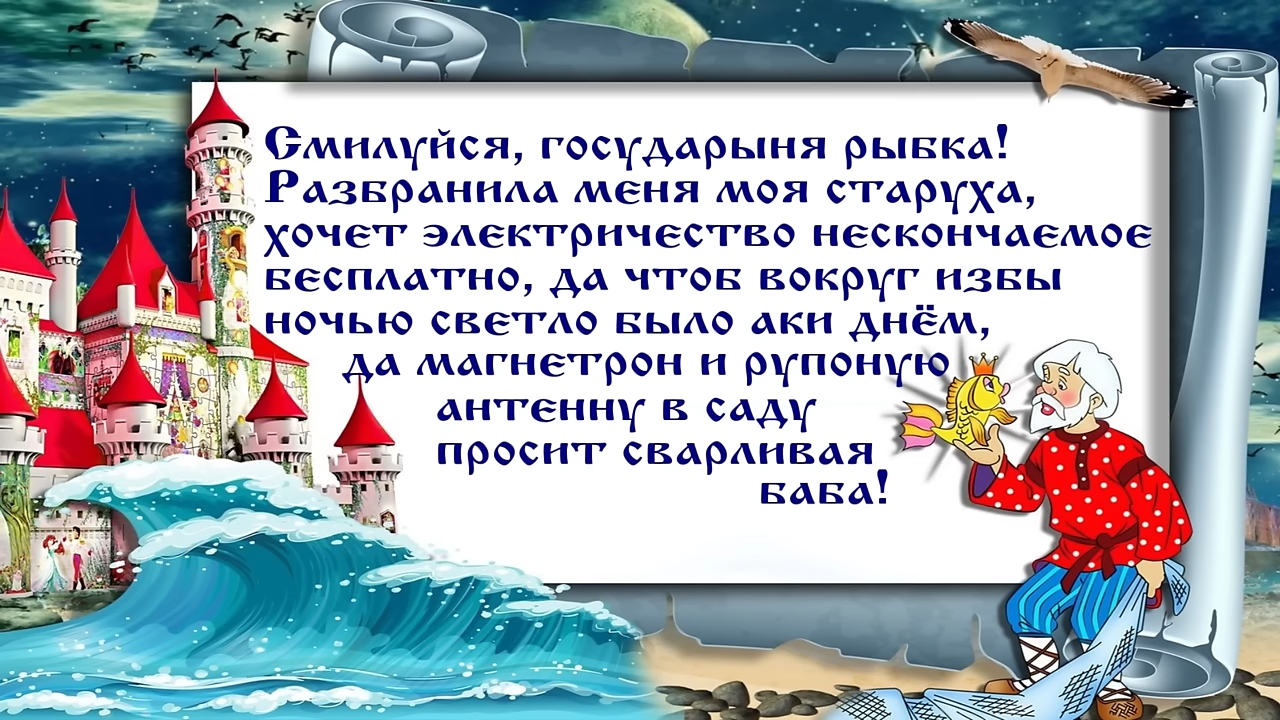 Смилуйся, государыня рыбка!
Разбранила меня моя старуха,
хочет электричество нескончаемое
бесплатно, да чтоб вокруг избы
ночью светло было аки днём,
да магнетрон и рупоную
антенну в саду
просит сварливая
баба!